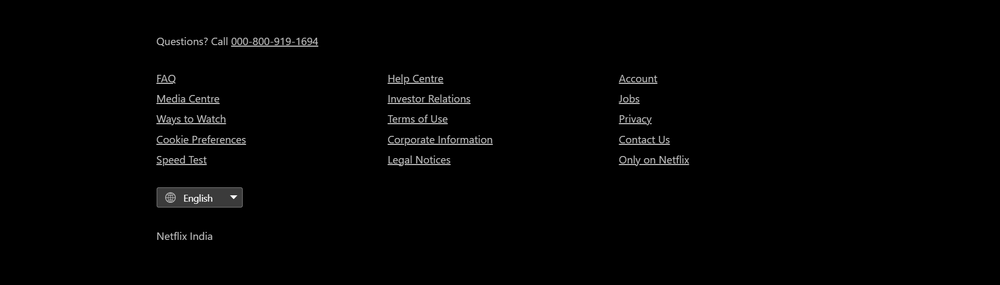 Questions? Call 000-800-919-1694
FAQ
Help Centre
Account
Media Centre
Investor Relations
Jobs
Ways to Watch
Terms of Use
Privacy
Cookie Preferences
Corporate Information
Contact Us
Speed Test
Legal Notices
Only on Netflix
English
Netflix India